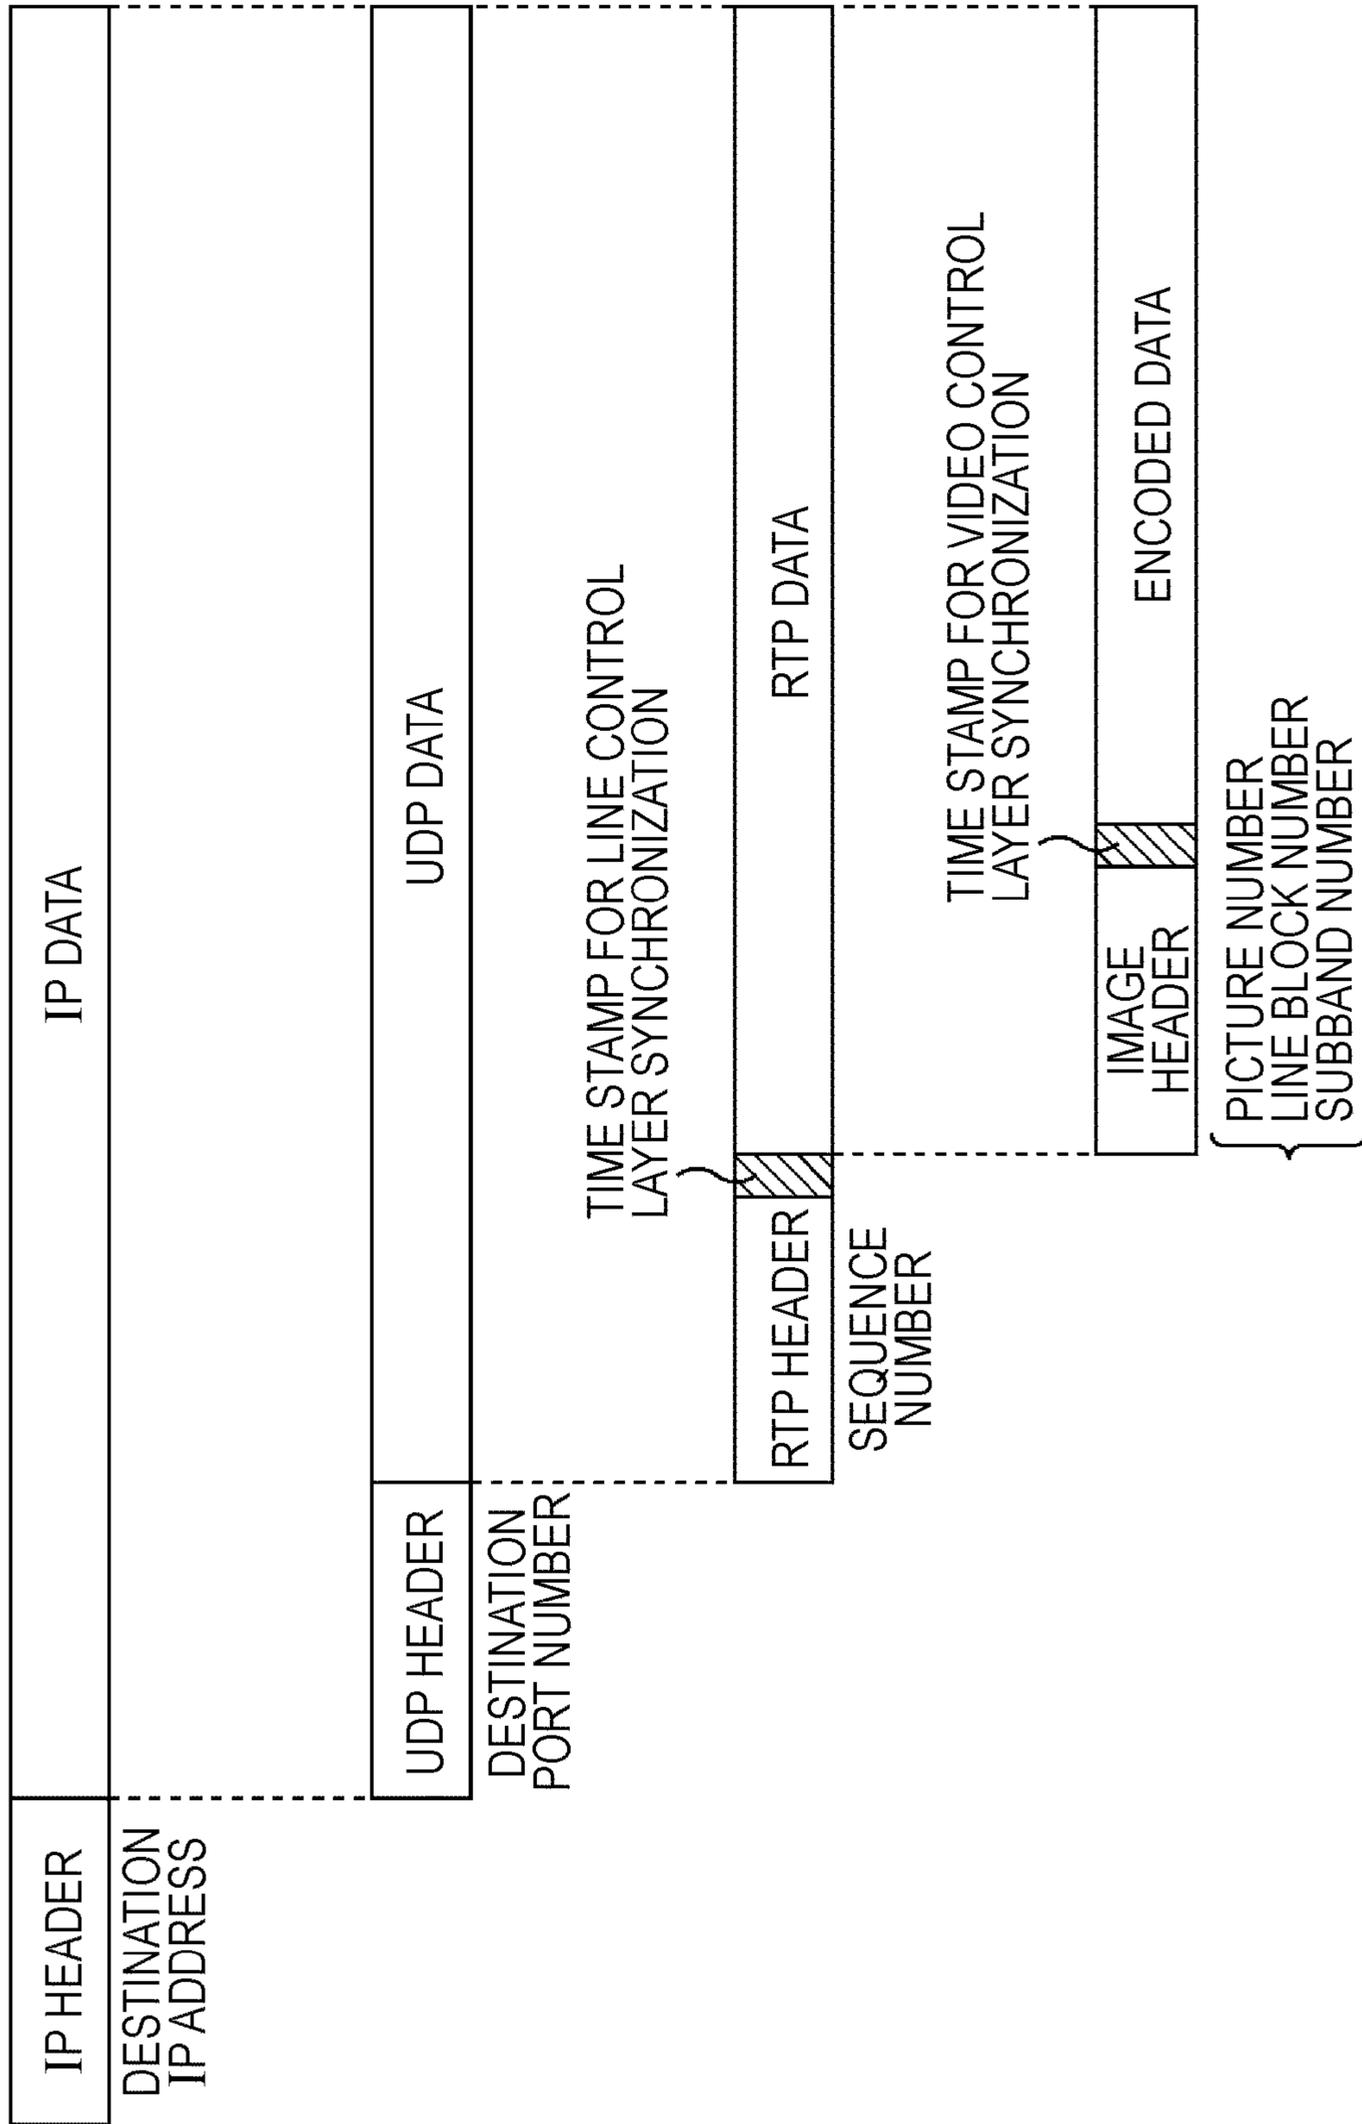 IP HEADER
IP DATA
DESTINATION
IP ADDRESS
UDP HEADER
UDP DATA
DESTINATION
PORT NUMBER
TIME STAMP FOR LINE CONTROL
LAYER SYNCHRONIZATION
RTP HEADER
RTP DATA
SEQUENCE
NUMBER
TIME STAMP FOR VIDEO CONTROL
LAYER SYNCHRONIZATION
IMAGE
HEADER
ENCODED DATA
PICTURE NUMBER
LINE BLOCK NUMBER
SUBBAND NUMBER